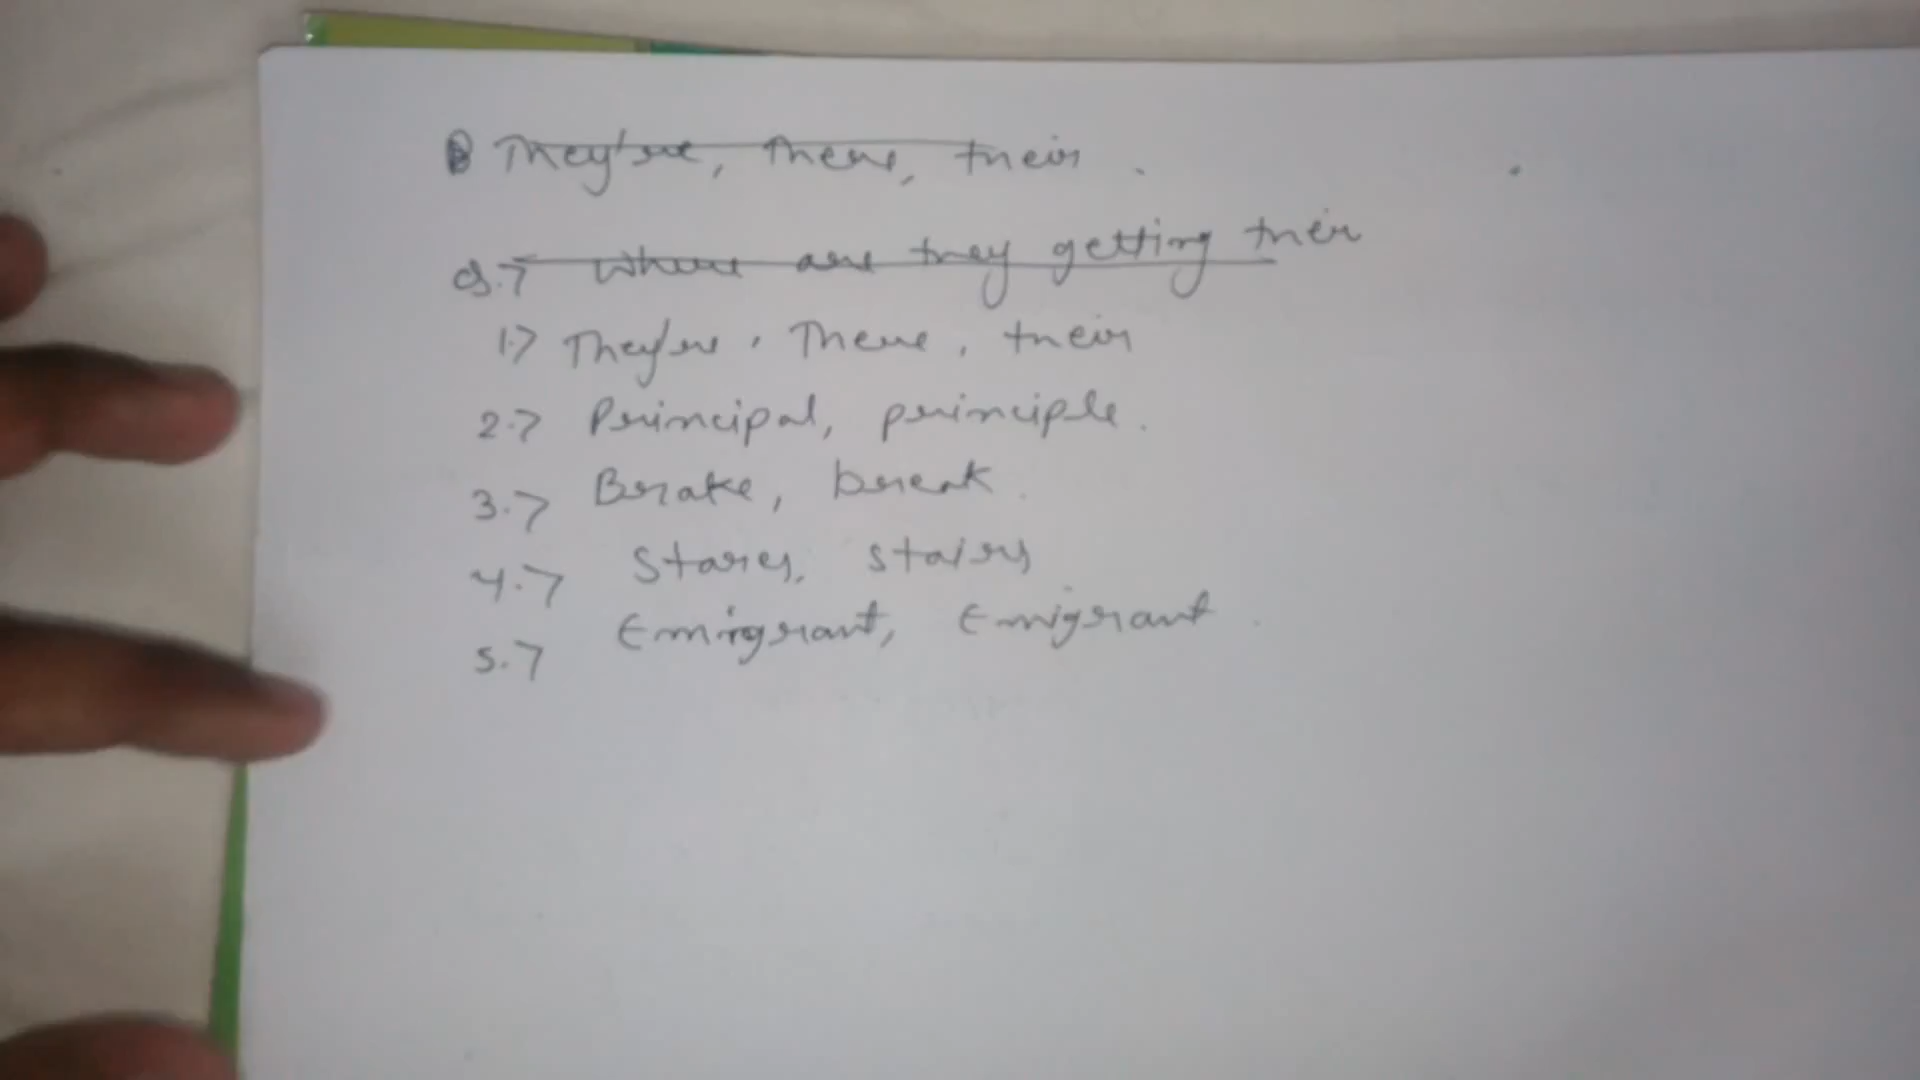 They're, There, their.
Q.> Where are they getting their
1.> They're, There, their
2.> Principal, principle.
3.> Brake, break.
4.> Stares, stairs
5.> Emigrant, Emigrant.